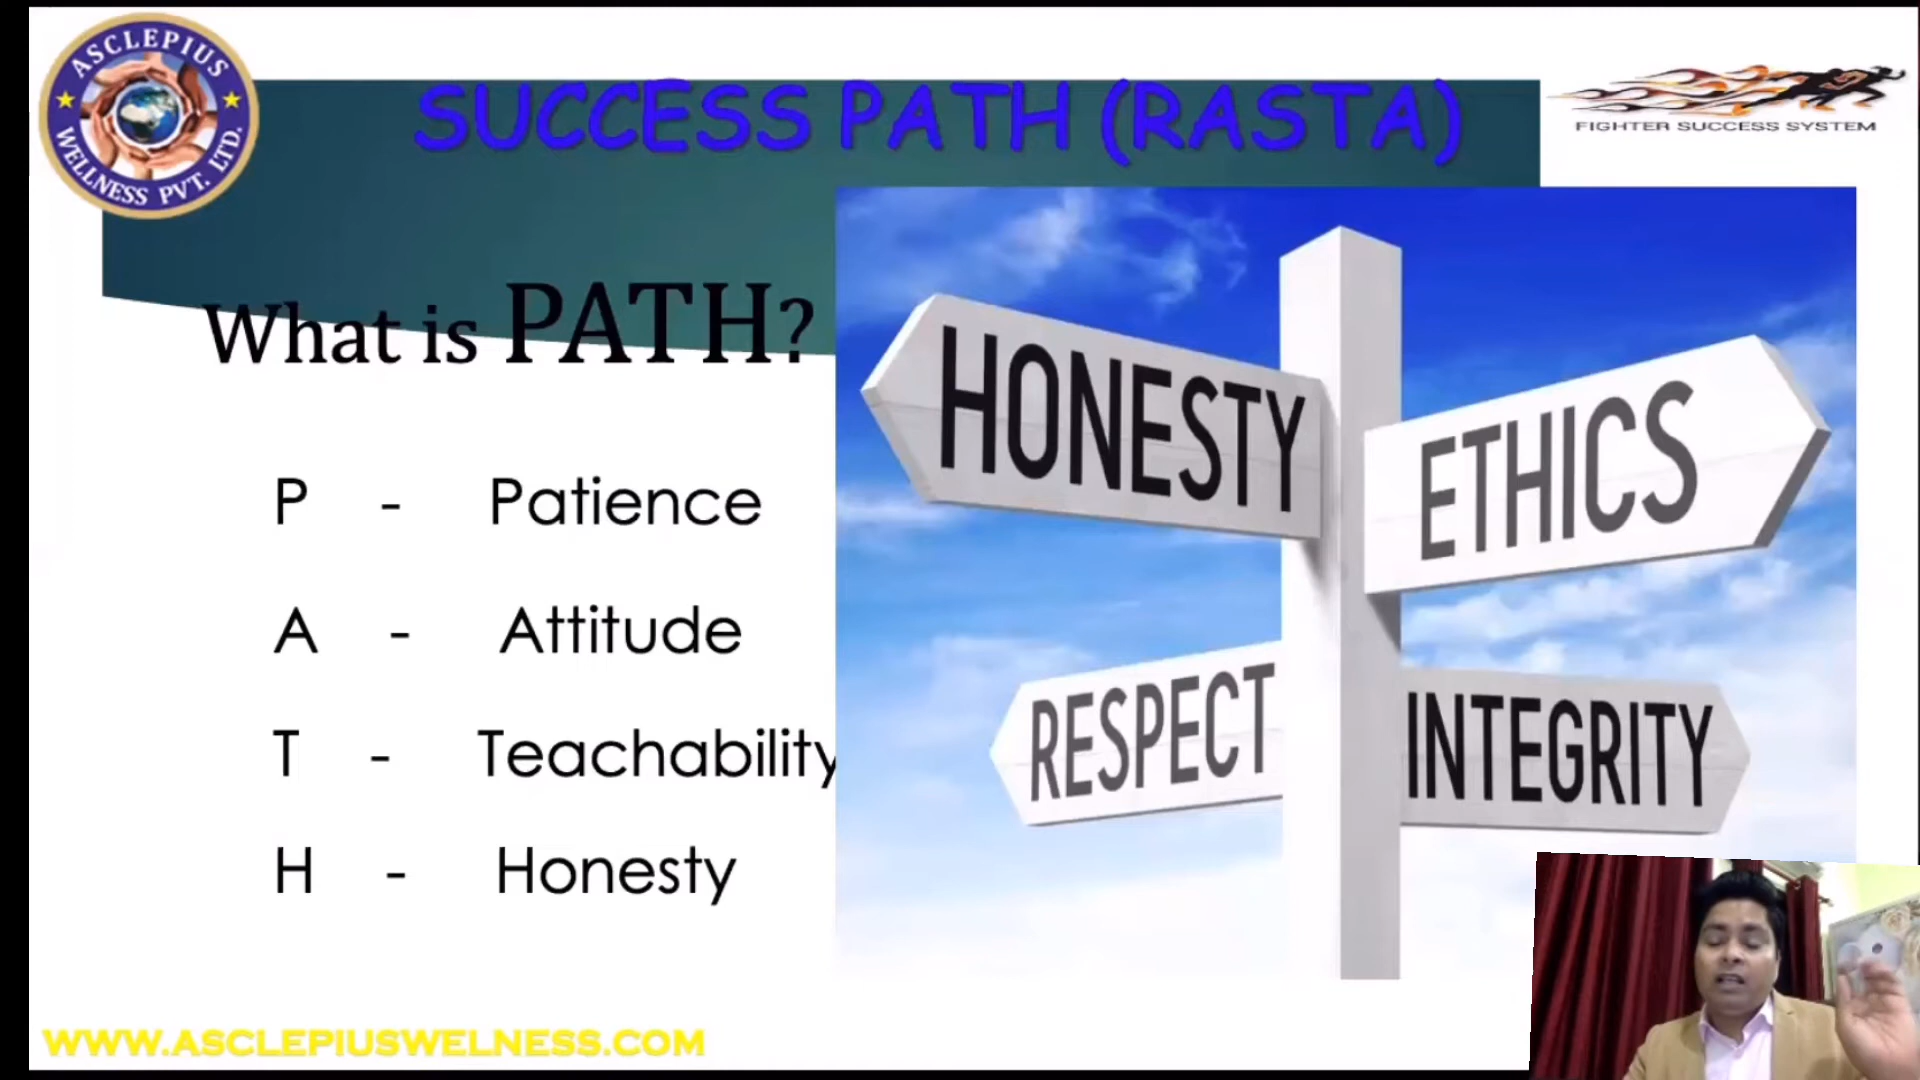 ASCLEPIUS
WELLNESS PVT. LTD.
SUCCESS PATH (RASTA)
FIGHTER SUCCESS SYSTEM
What is PATH?
P - Patience
A - Attitude
T - Teachability
H - Honesty
HONESTY
ETHICS
RESPECT
INTEGRITY
WWW.ASCLEPIUSWELNESS.COM